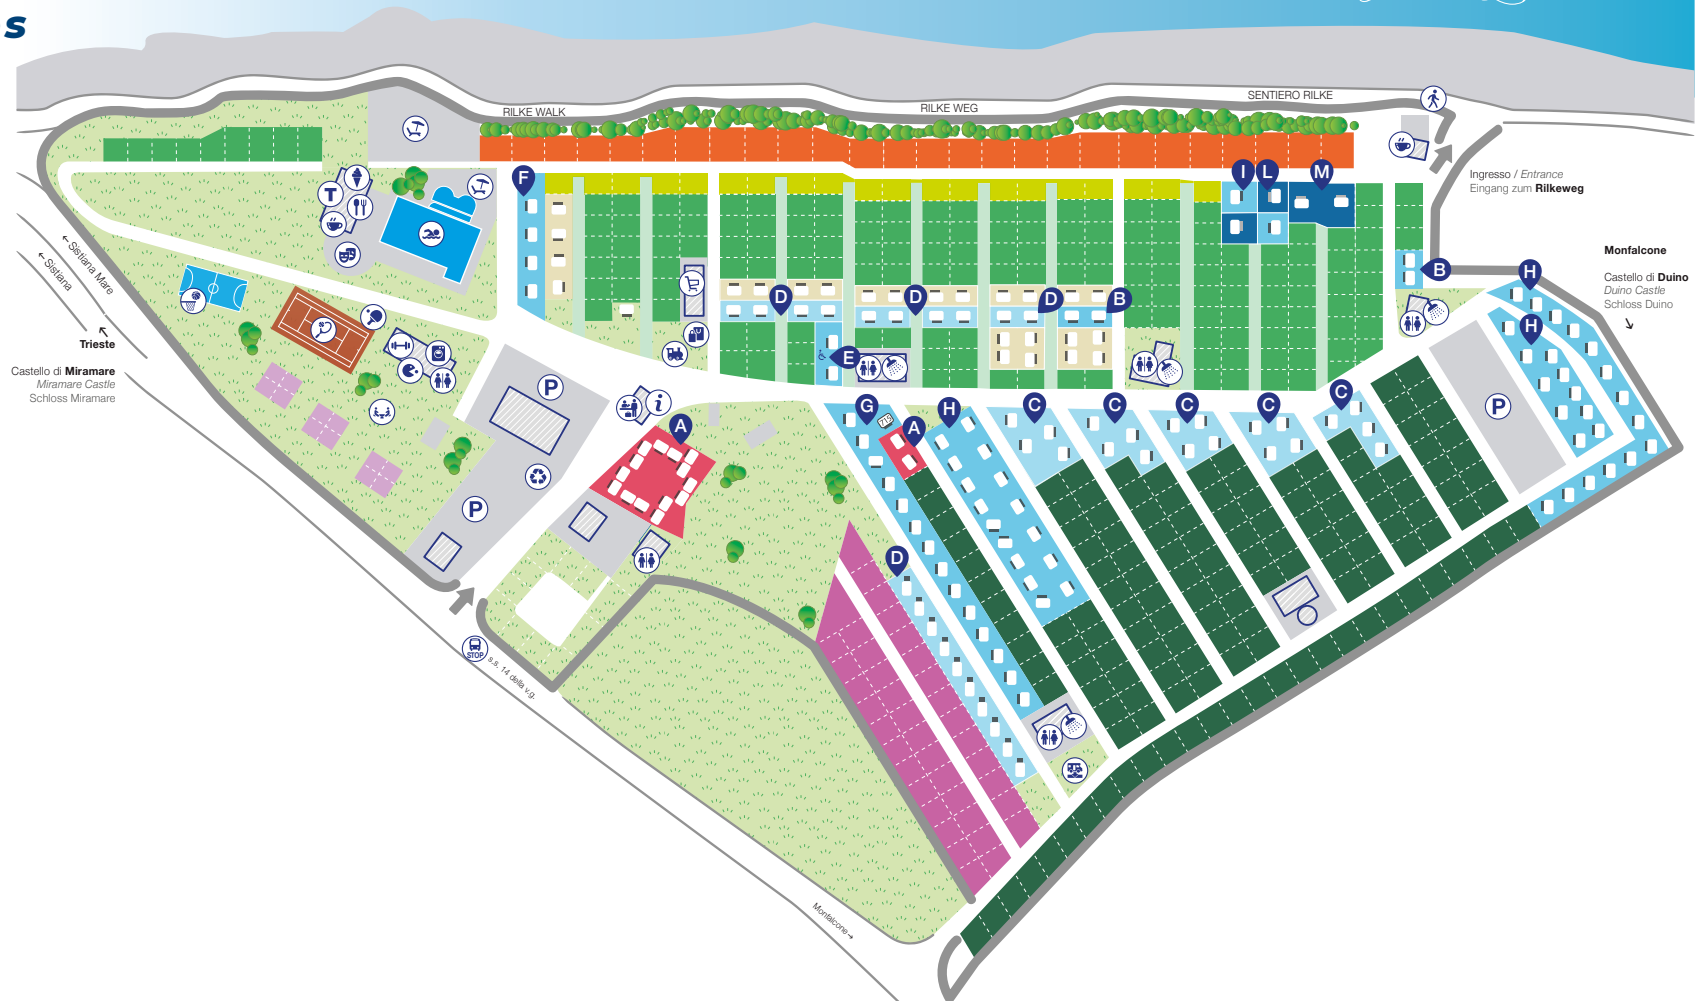 s
RILKE WALK
RILKE WEG
SENTIERO RILKE
Ingresso / Entrance
Eingang zum Rilkeweg
Monfalcone
Castello di Duino
Duino Castle
Schloss Duino
↘
← Sistiana Mare
← Sistiana
Trieste
Castello di Miramare
Miramare Castle
Schloss Miramare
T
F
I
L
M
B
H
H
D
D
D
B
E
P
i
A
G
713
A
H
C
C
C
C
C
P
P
D
STOP
s.s. 14 della v.g.
Monfalcone →